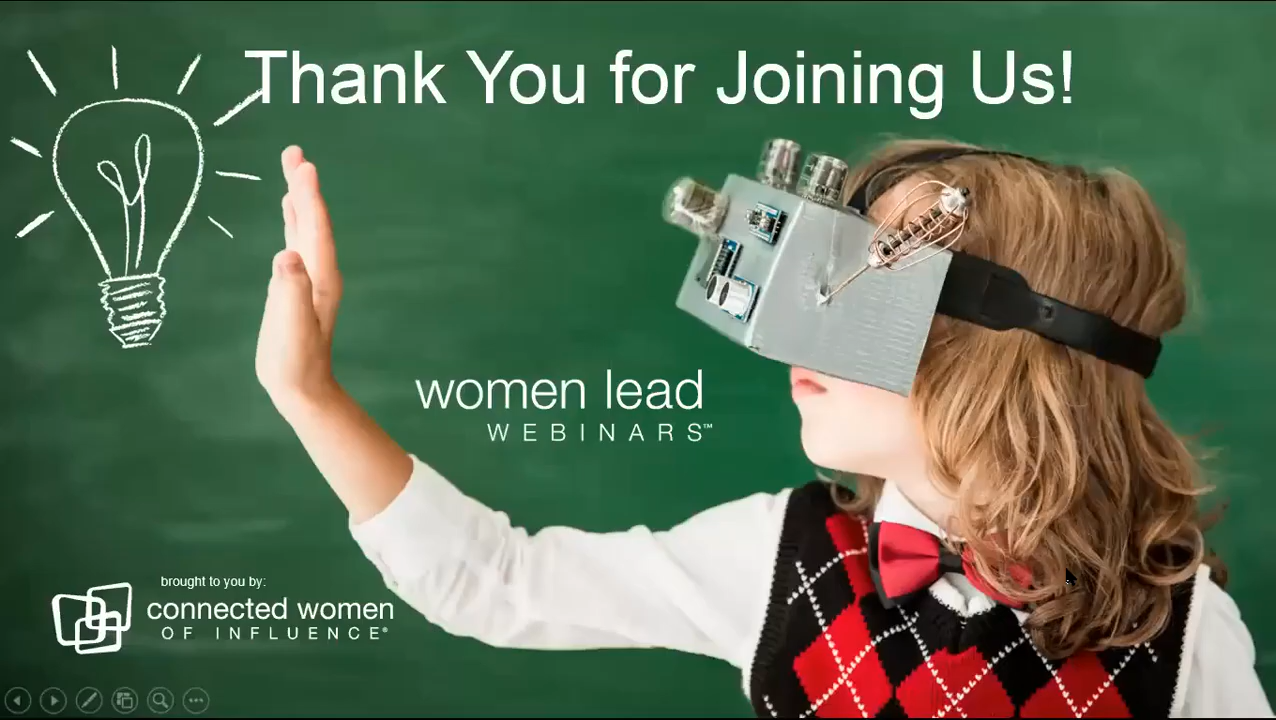 Thank You for Joining Us!
women lead
WEBINARS™
brought to you by:
connected women
OF INFLUENCE®